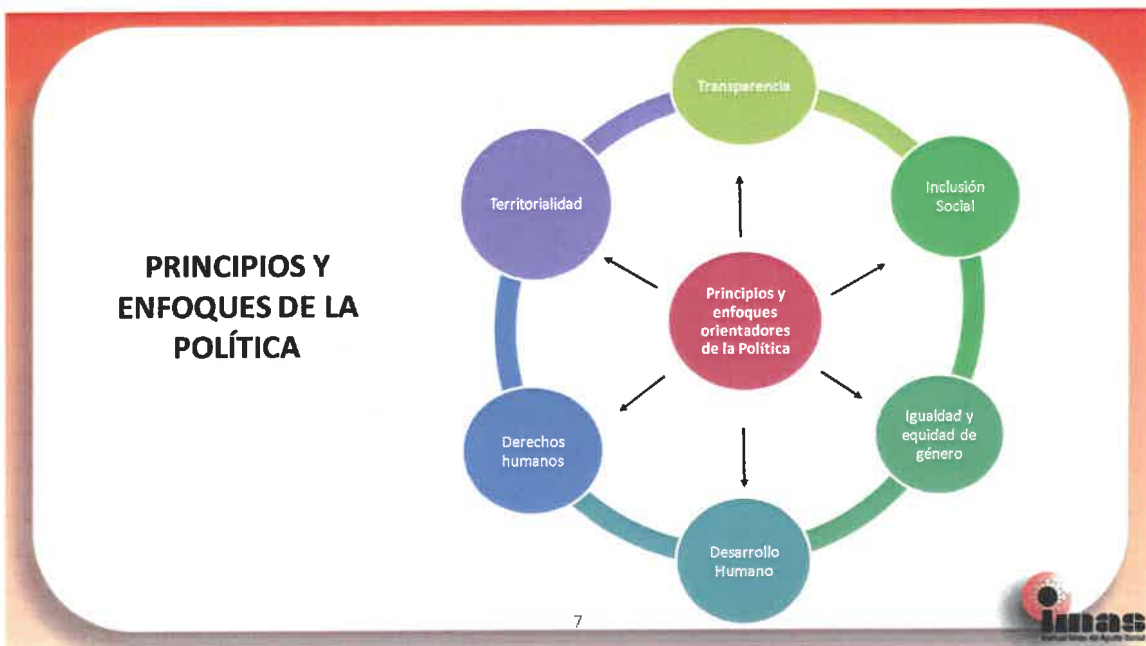 PRINCIPIOS Y
ENFOQUES DE LA
POLÍTICA
Transparencia
Inclusión
Social
Igualdad y
equidad de
género
Desarrollo
Humano
Derechos
humanos
Territorialidad
Principios y
enfoques
orientadores
de la Política
7
imas